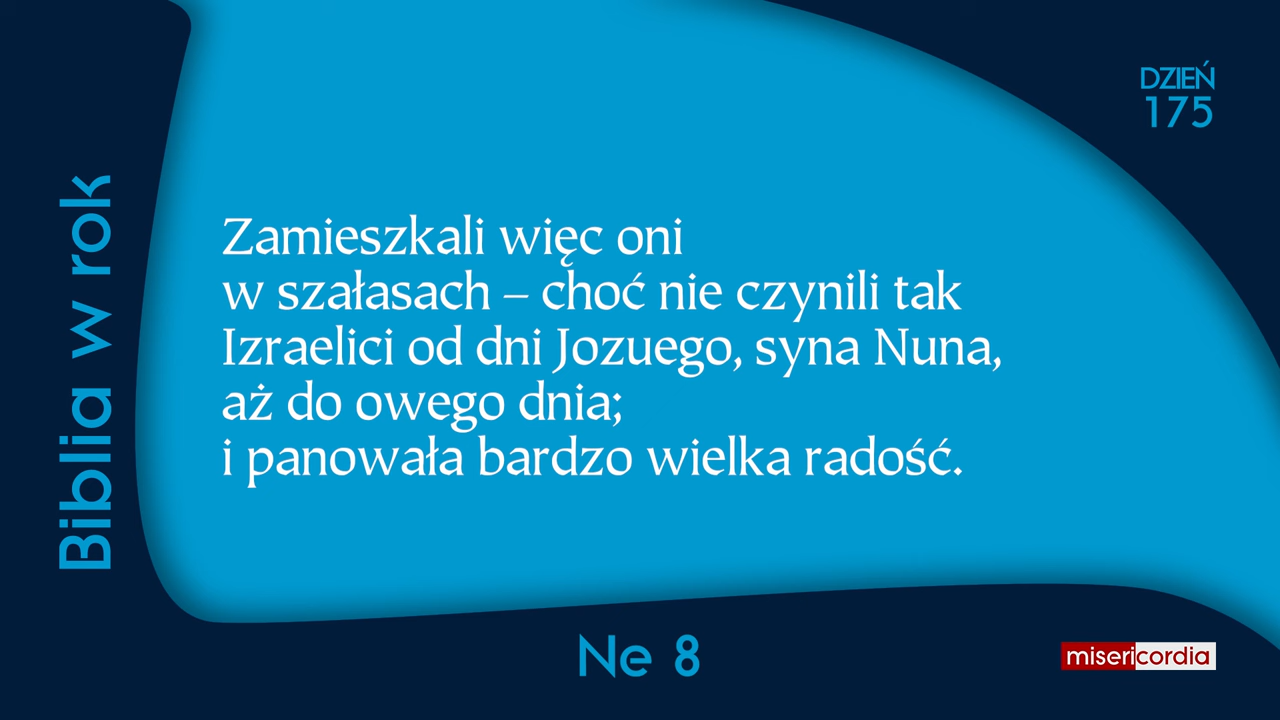 DZIEŃ
175
Biblia w rok
Zamieszkali więc oni
w szałasach – choć nie czynili tak
Izraelici od dni Jozuego, syna Nuna,
aż do owego dnia;
i panowała bardzo wielka radość.
Ne 8
misericordia